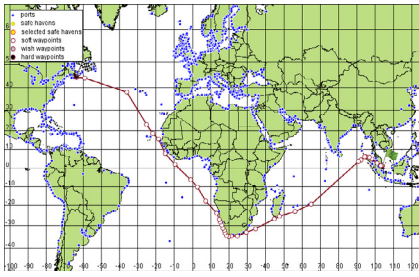 ports
safe havens
selected safe havens
soft waypoints
wish waypoints
hard waypoints
40
30
20
10
0
-10
-20
-30
-40
-100 -90 -80 -70 -60 -50 -40 -30 -20 -10 0 10 20 30 40 50 60 70 80 90 100 110 120